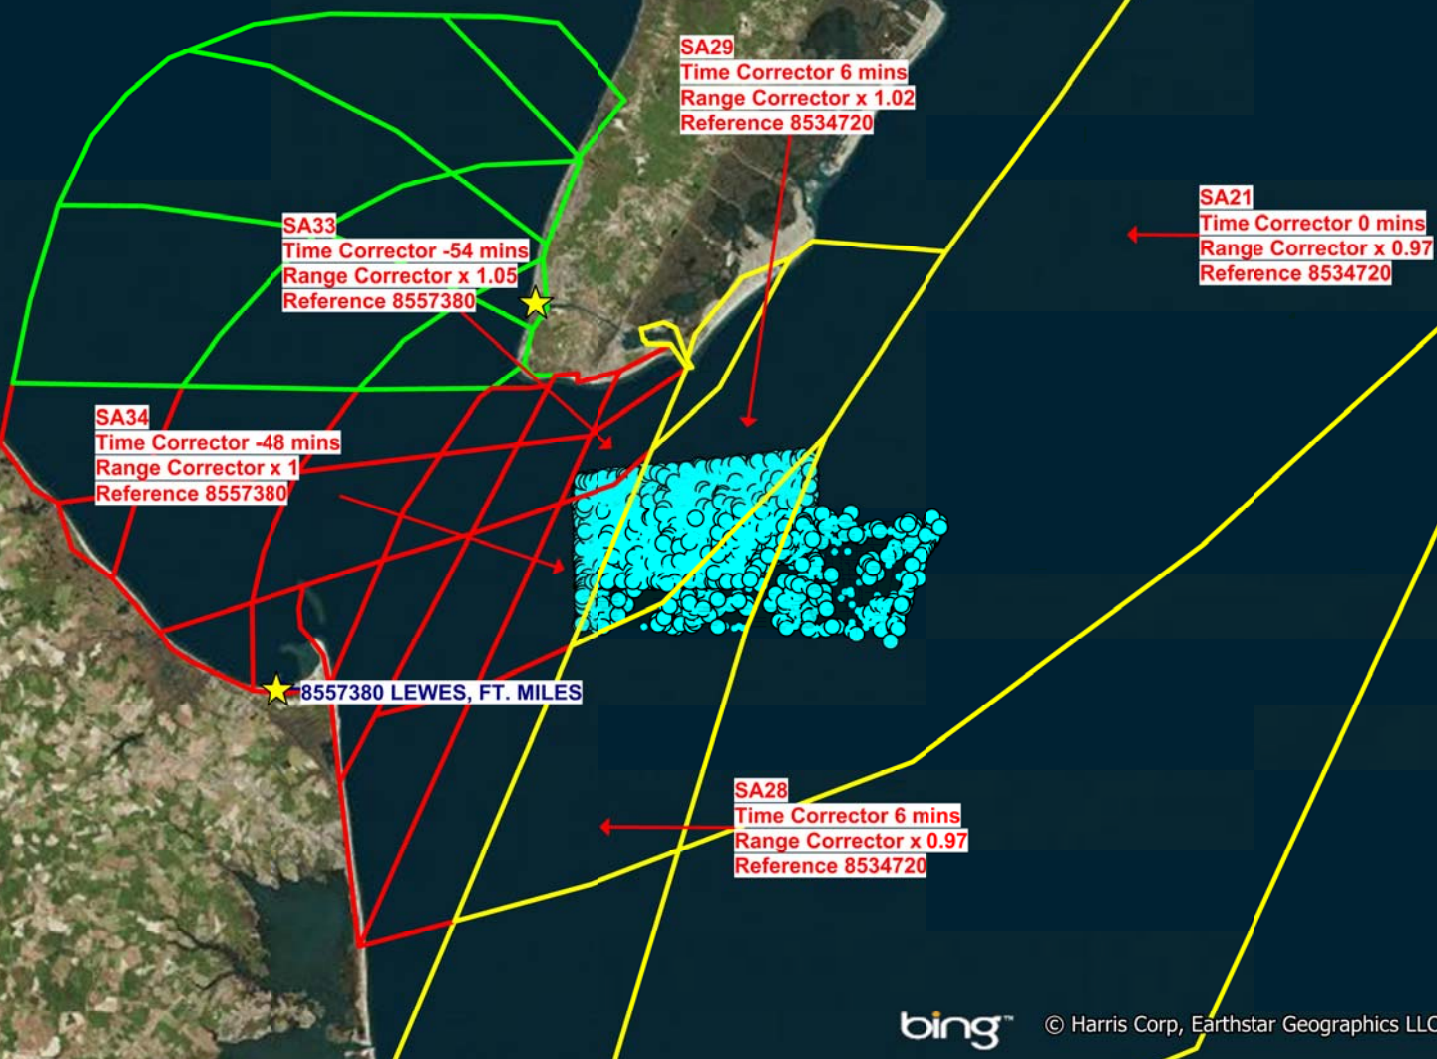 SA29
Time Corrector 6 mins
Range Corrector x 1.02
Reference 8534720
SA21
Time Corrector 0 mins
Range Corrector x 0.97
Reference 8534720
SA33
Time Corrector -54 mins
Range Corrector x 1.05
Reference 8557380
SA34
Time Corrector -48 mins
Range Corrector x 1
Reference 8557380
8557380 LEWES, FT. MILES
SA28
Time Corrector 6 mins
Range Corrector x 0.97
Reference 8534720
bing™
© Harris Corp, Earthstar Geographics LLC